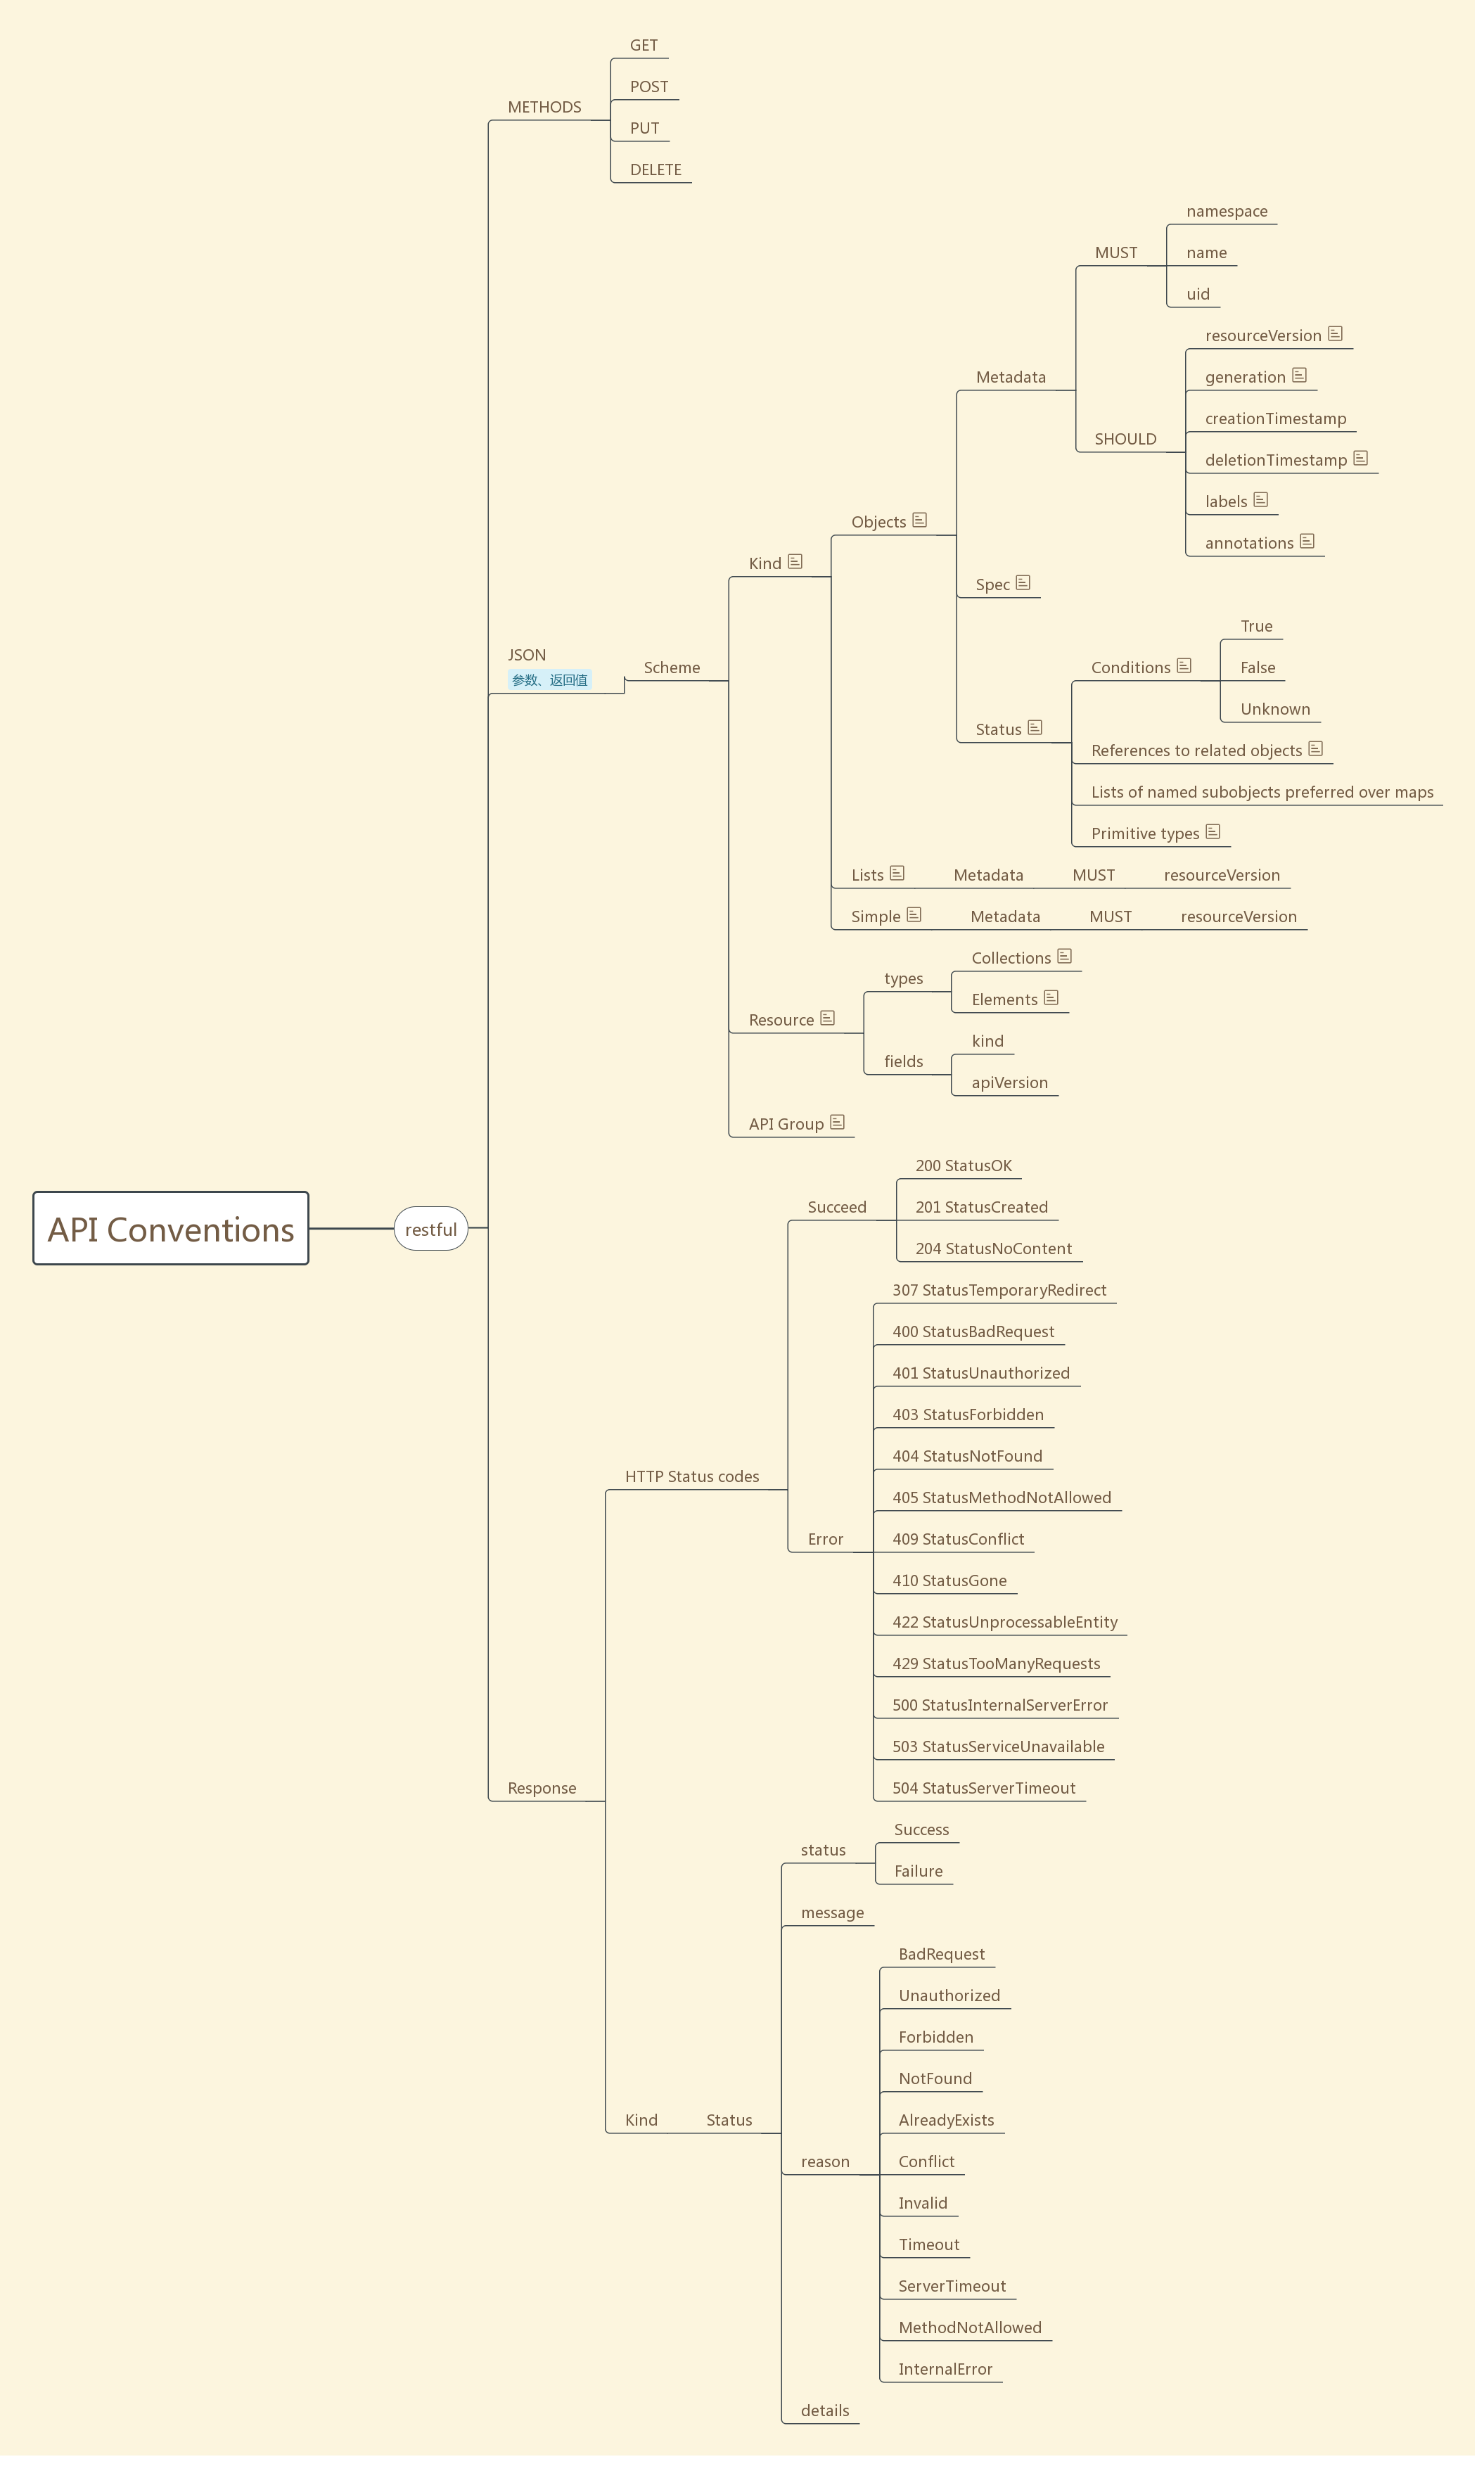 GET
POST
METHODS
PUT
DELETE
namespace
MUST
name
uid
resourceVersion
generation
Metadata
creationTimestamp
SHOULD
deletionTimestamp
labels
Objects
annotations
Kind
Spec
True
JSON
参数、返回值
Scheme
Conditions
False
Unknown
Status
References to related objects
Lists of named subobjects preferred over maps
Primitive types
Lists
Metadata
MUST
resourceVersion
Simple
Metadata
MUST
resourceVersion
Collections
types
Elements
Resource
kind
fields
apiVersion
API Group
200 StatusOK
Succeed
201 StatusCreated
API Conventions
restful
204 StatusNoContent
307 StatusTemporaryRedirect
400 StatusBadRequest
401 StatusUnauthorized
403 StatusForbidden
404 StatusNotFound
HTTP Status codes
405 StatusMethodNotAllowed
Error
409 StatusConflict
410 StatusGone
422 StatusUnprocessableEntity
429 StatusTooManyRequests
500 StatusInternalServerError
503 StatusServiceUnavailable
Response
504 StatusServerTimeout
Success
status
Failure
message
BadRequest
Unauthorized
Forbidden
NotFound
Kind
Status
AlreadyExists
reason
Conflict
Invalid
Timeout
ServerTimeout
MethodNotAllowed
InternalError
details